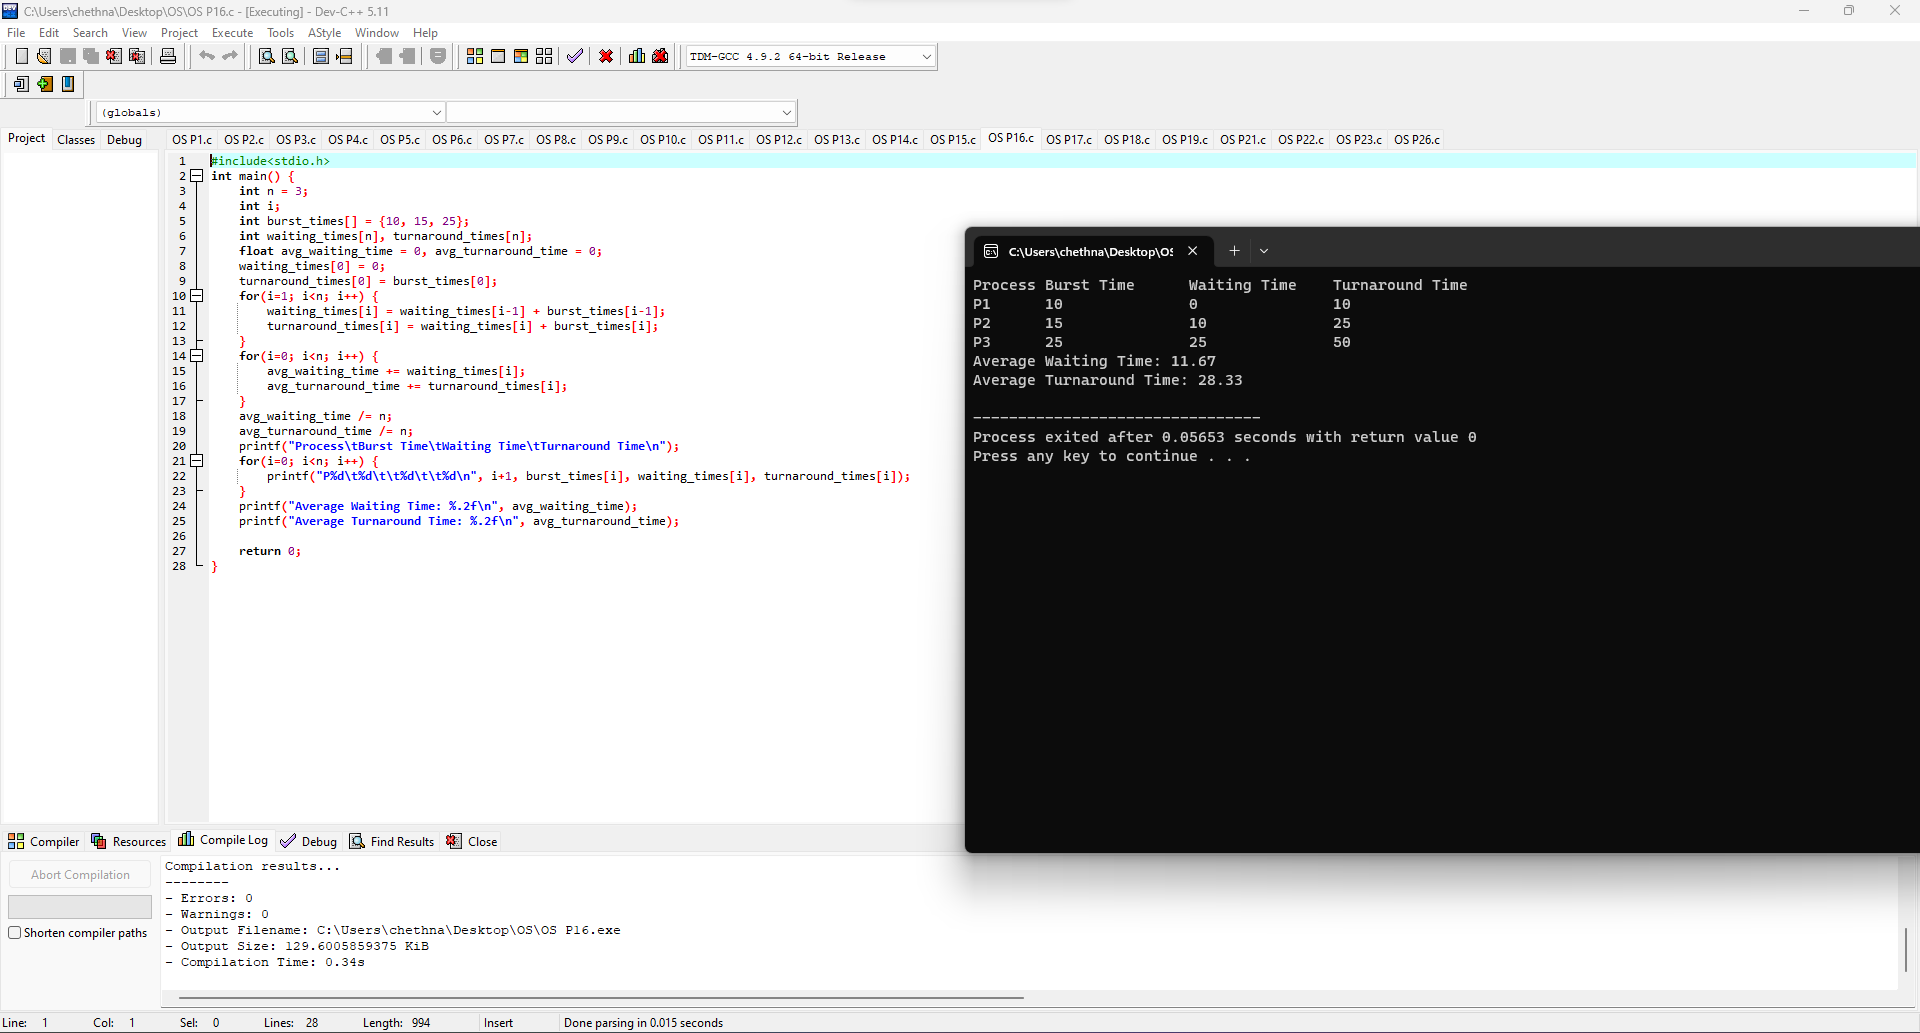 C:\Users\chethna\Desktop\OS\OS P16.c - [Executing] - Dev-C++ 5.11
File Edit Search View Project Execute Tools AStyle Window Help
TDM-GCC 4.9.2 64-bit Release
(globals)
Project Classes Debug
OS P1.c OS P2.c OS P3.c OS P4.c OS P5.c OS P6.c OS P7.c OS P8.c OS P9.c OS P10.c OS P11.c OS P12.c OS P13.c OS P14.c OS P15.c OS P16.c OS P17.c OS P18.c OS P19.c OS P21.c OS P22.c OS P23.c OS P26.c
1 #include<stdio.h>
2 int main() {
3 int n = 3;
4 int i;
5 int burst_times[] = {10, 15, 25};
6 int waiting_times[n], turnaround_times[n];
7 float avg_waiting_time = 0, avg_turnaround_time = 0;
8 waiting_times[0] = 0;
9 turnaround_times[0] = burst_times[0];
10 for(i=1; i<n; i++) {
11 waiting_times[i] = waiting_times[i-1] + burst_times[i-1];
12 turnaround_times[i] = waiting_times[i] + burst_times[i];
13 }
14 for(i=0; i<n; i++) {
15 avg_waiting_time += waiting_times[i];
16 avg_turnaround_time += turnaround_times[i];
17 }
18 avg_waiting_time /= n;
19 avg_turnaround_time /= n;
20 printf("Process\tBurst Time\tWaiting Time\tTurnaround Time\n");
21 for(i=0; i<n; i++) {
22 printf("P%d\t%d\t\t%d\t\t%d\n", i+1, burst_times[i], waiting_times[i], turnaround_times[i]);
23 }
24 printf("Average Waiting Time: %.2f\n", avg_waiting_time);
25 printf("Average Turnaround Time: %.2f\n", avg_turnaround_time);
26
27 return 0;
28 }
C:\Users\chethna\Desktop\OS
Process Burst Time Waiting Time Turnaround Time
P1 10 0 10
P2 15 10 25
P3 25 25 50
Average Waiting Time: 11.67
Average Turnaround Time: 28.33
--------------------------------
Process exited after 0.05653 seconds with return value 0
Press any key to continue . . .
Compiler Resources Compile Log Debug Find Results Close
Abort Compilation
Shorten compiler paths
Compilation results...
--------
- Errors: 0
- Warnings: 0
- Output Filename: C:\Users\chethna\Desktop\OS\OS P16.exe
- Output Size: 129.6005859375 KiB
- Compilation Time: 0.34s
Line: 1 Col: 1 Sel: 0 Lines: 28 Length: 994 Insert Done parsing in 0.015 seconds